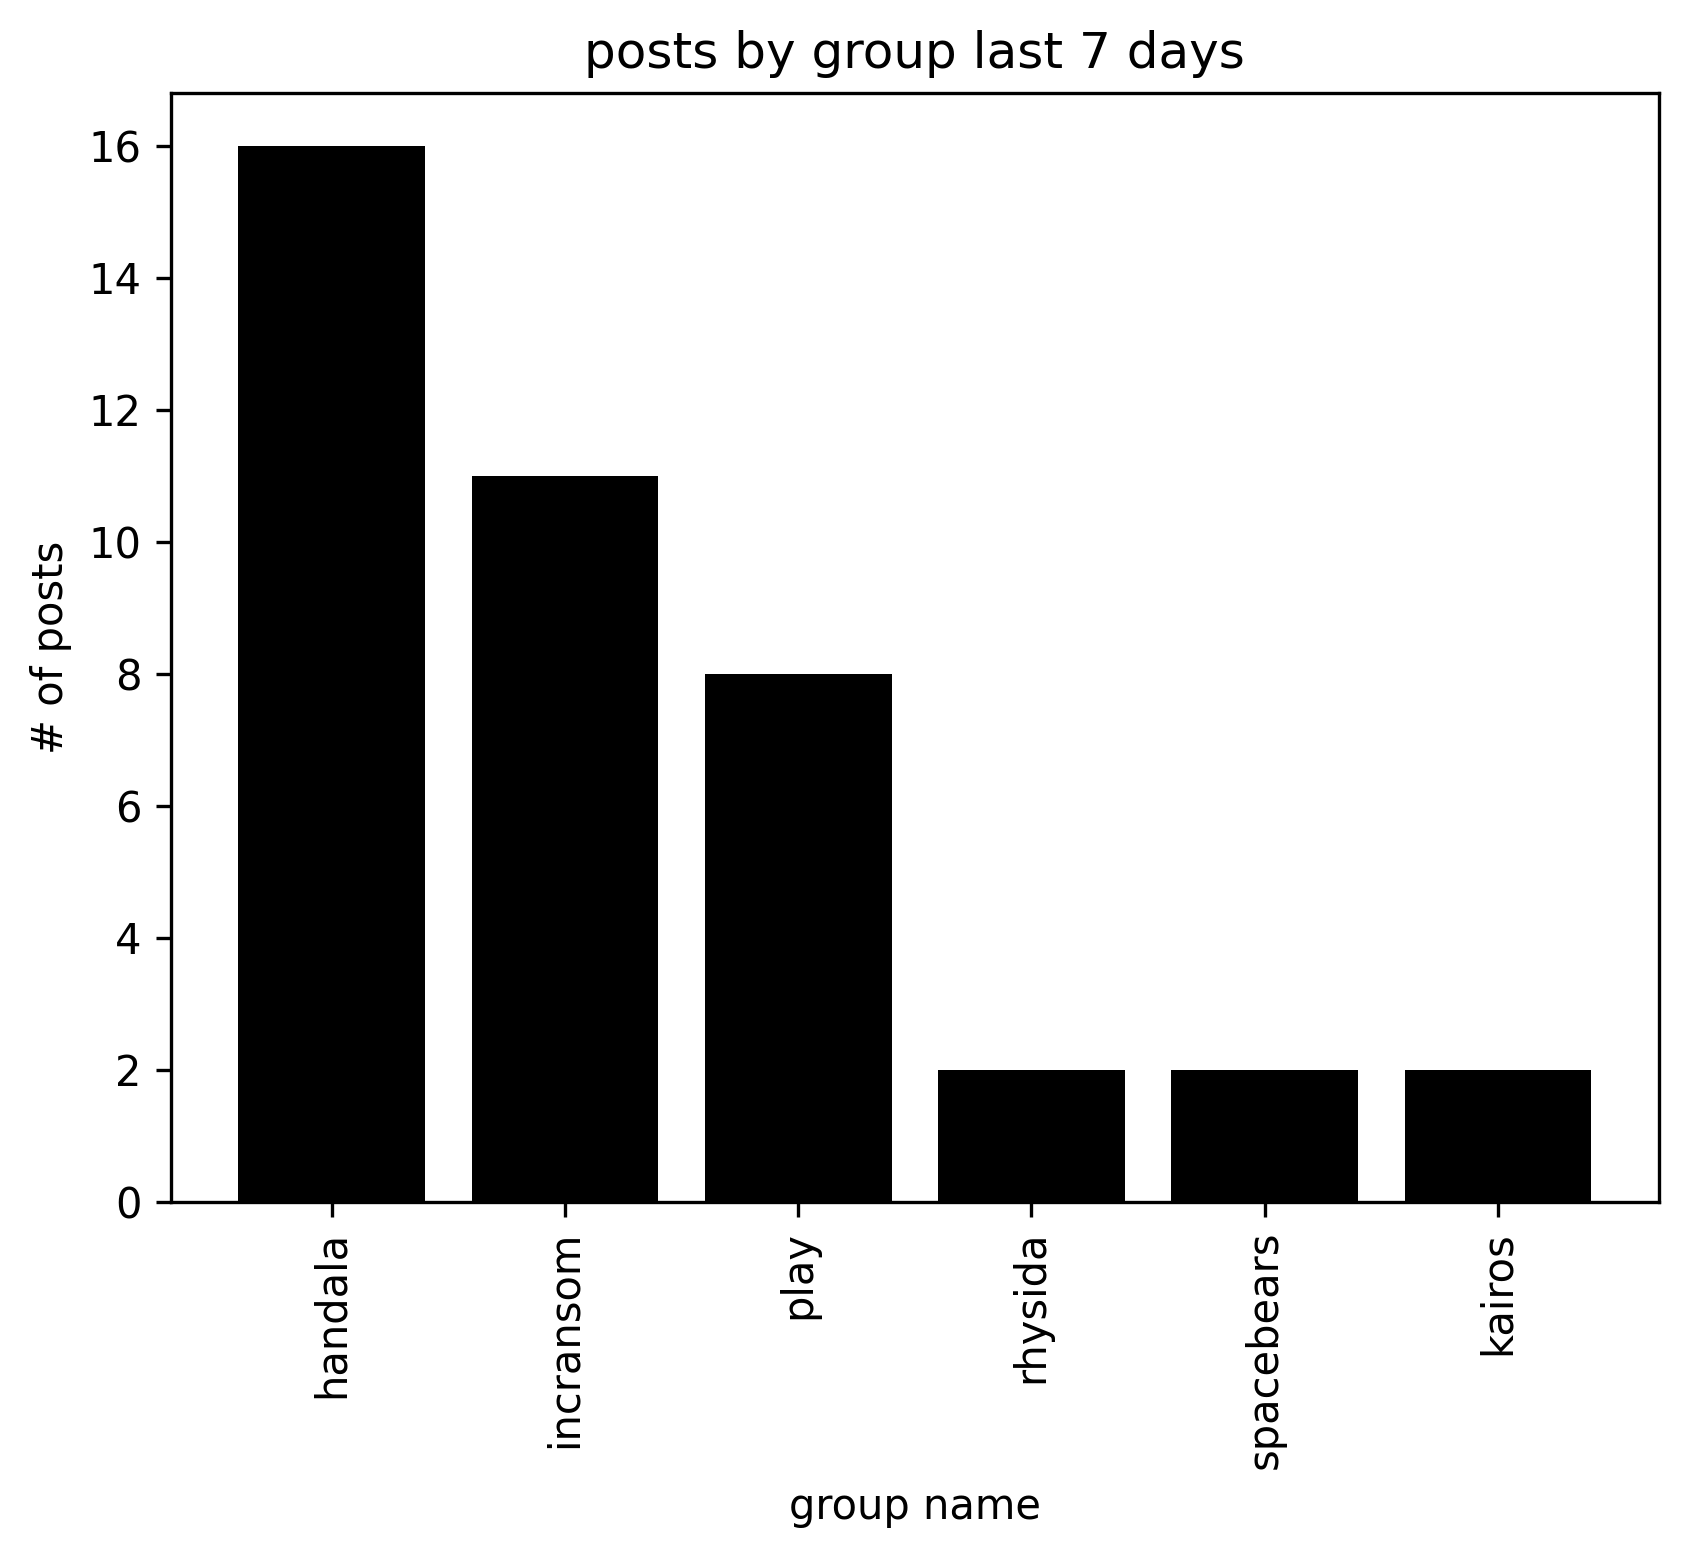 posts by group last 7 days
16
14
12
10
8
6
4
2
0
# of posts
handala
incransom
play
rhysida
spacebears
kairos
group name